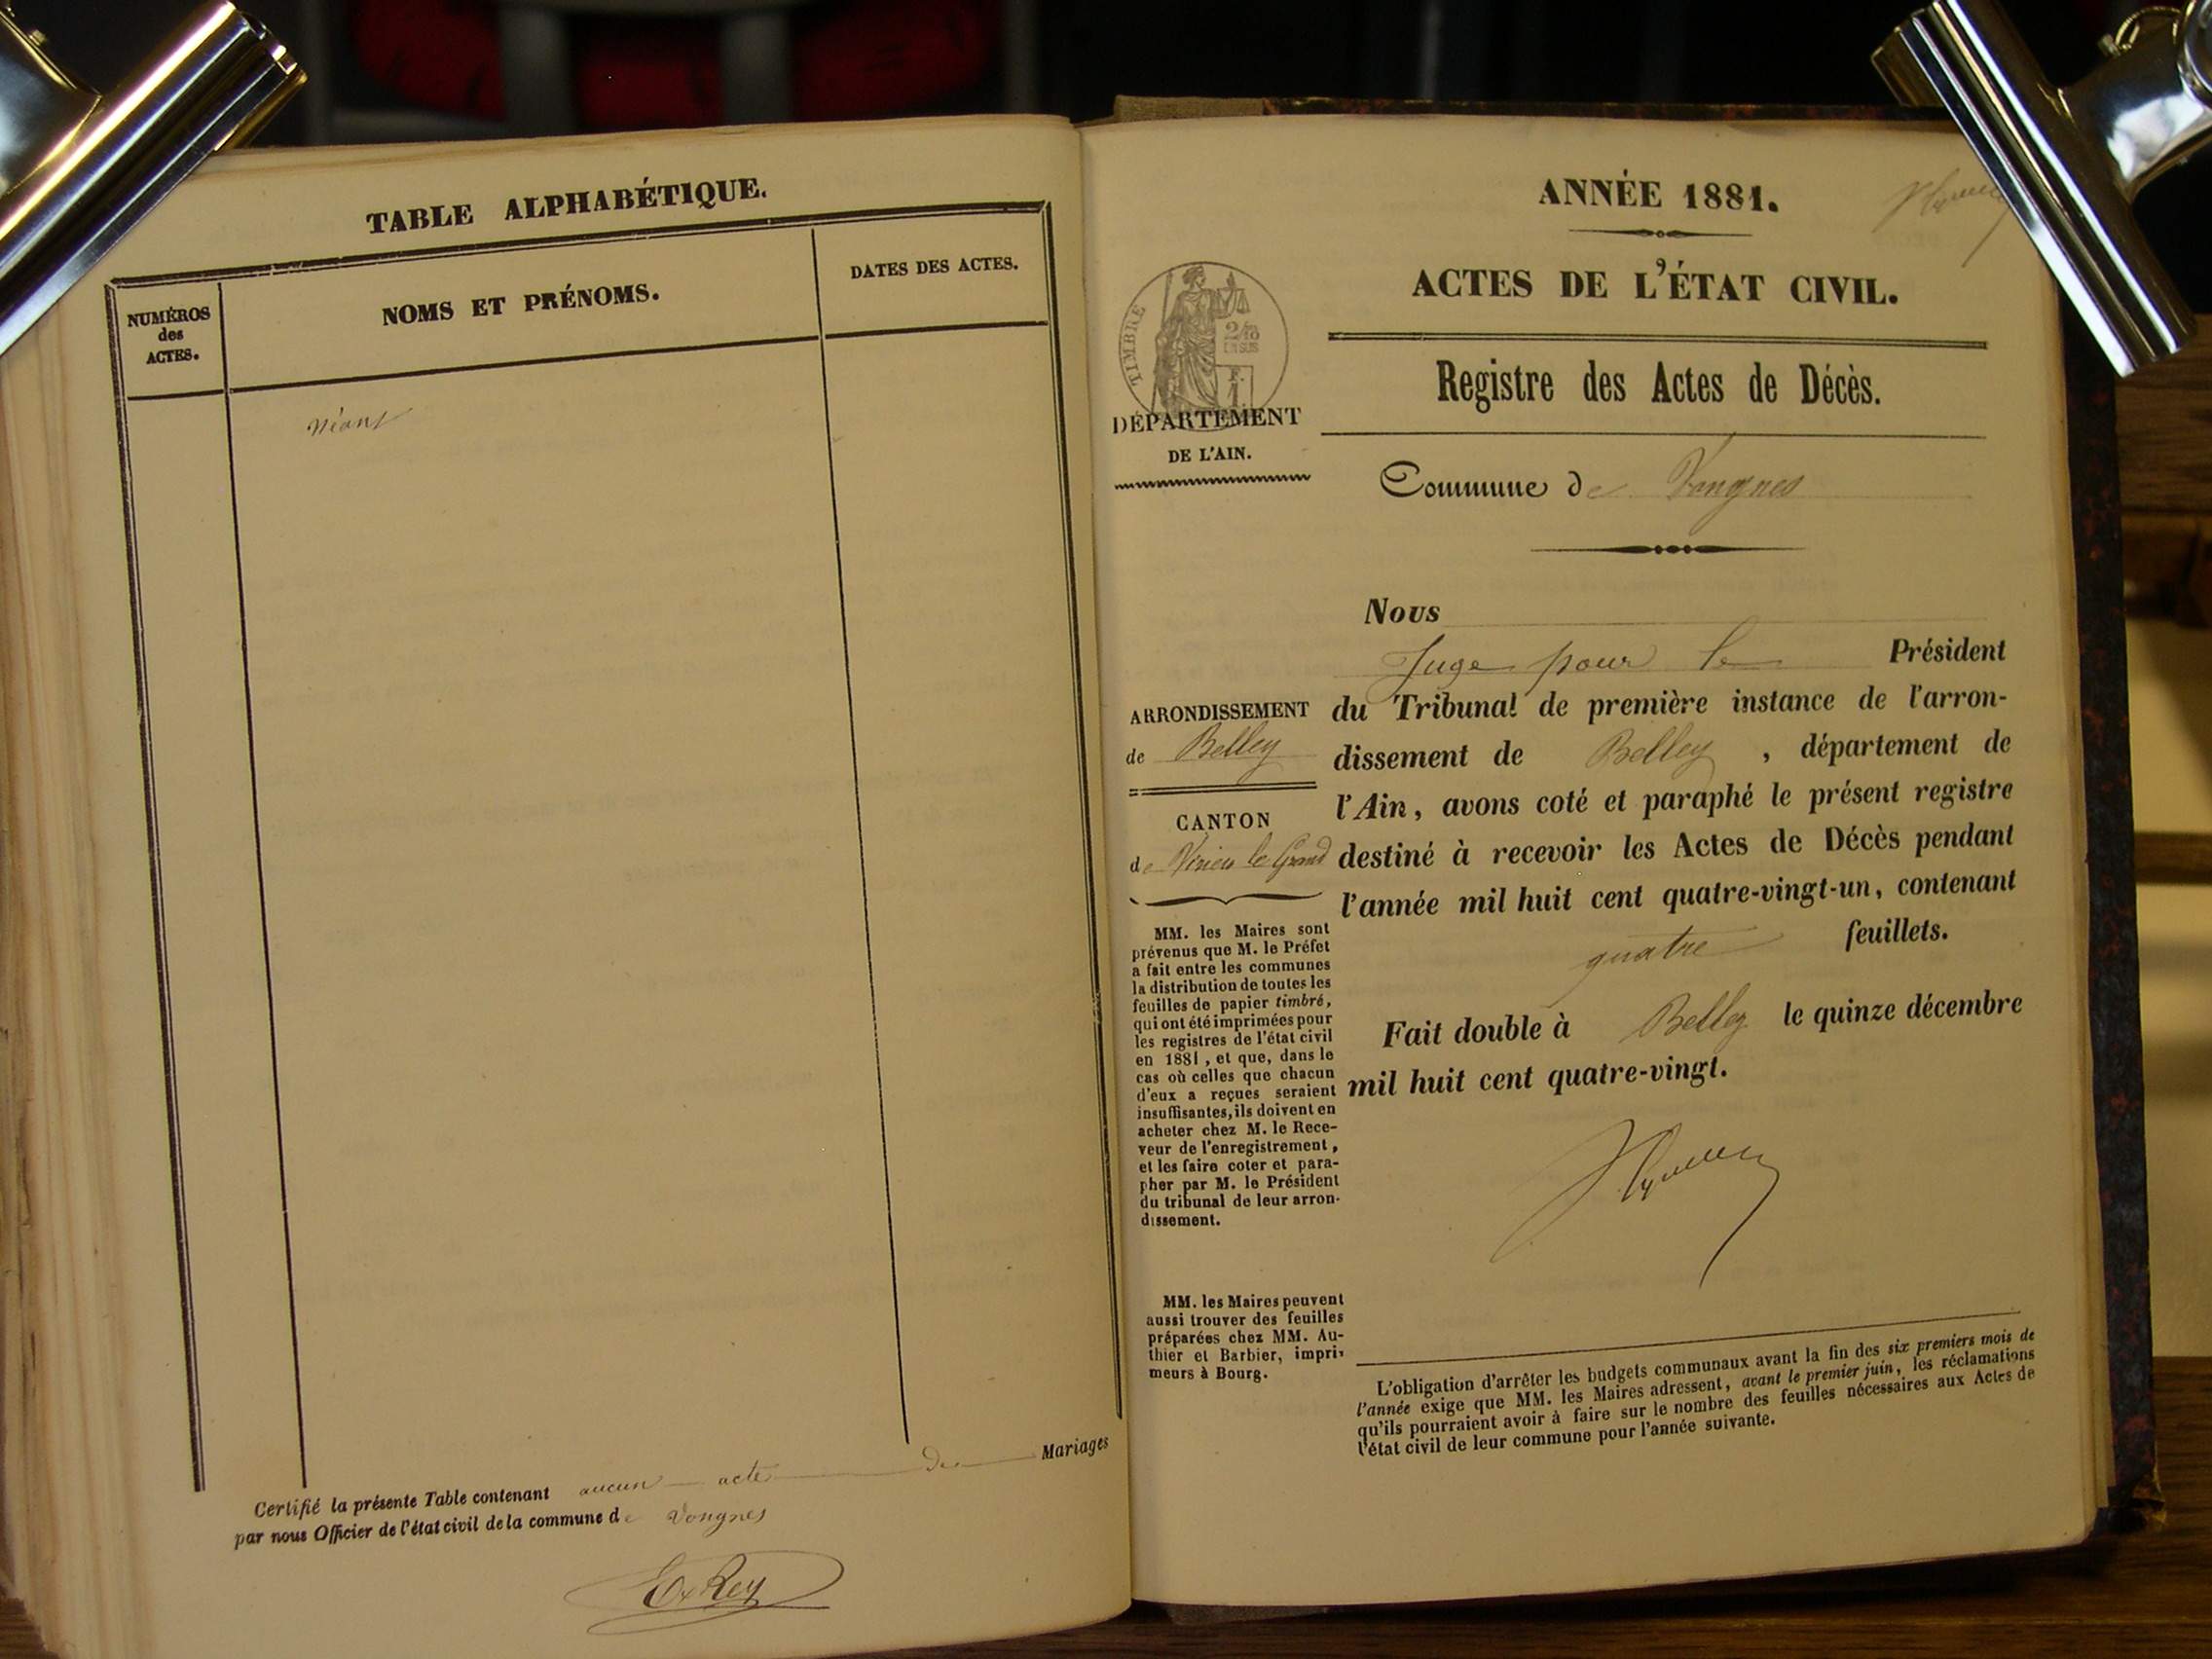 TABLE ALPHABÉTIQUE.
NUMÉROS
des
ACTES.
NOMS ET PRÉNOMS.
DATES DES ACTES.
Néant
Certifié la présente Table contenant aucun acte de Mariages
par nous Officier de l'état civil de la commune de Vongnes
Rey
ANNÉE 1881.
ACTES DE L'ÉTAT CIVIL.
TIMBRE
2/10
EN SUS
F.
1.
Registre des Actes de Décès.
DÉPARTEMENT
DE L'AIN.
Commune de Vongnes
Nous
Juge pour le Président
du Tribunal de première instance de l'arron-
dissement de Belley, département de
l'Ain, avons coté et paraphé le présent registre
destiné à recevoir les Actes de Décès pendant
l'année mil huit cent quatre-vingt-un, contenant
quatre feuillets.
Fait double à Belley le quinze décembre
mil huit cent quatre-vingt.
ARRONDISSEMENT
de Belley
CANTON
de Virieu le Grand
MM. les Maires sont
prévenus que M. le Préfet
a fait entre les communes
la distribution de toutes les
feuilles de papier timbré,
qui ont été imprimées pour
les registres de l'état civil
en 1881, et que, dans le
cas où celles que chacun
d'eux a reçues seraient
insuffisantes, ils doivent en
acheter chez M. le Rece-
veur de l'enregistrement,
et les faire coter et para-
pher par M. le Président
du tribunal de leur arron-
dissement.
MM. les Maires peuvent
aussi trouver des feuilles
préparées chez MM. Au-
thier et Barbier, impri-
meurs à Bourg.
L'obligation d'arrêter les budgets communaux avant la fin des six premiers mois de
l'année exige que MM. les Maires adressent, avant le premier juin, les réclamations
qu'ils pourraient avoir à faire sur le nombre des feuilles nécessaires aux Actes de
l'état civil de leur commune pour l'année suivante.